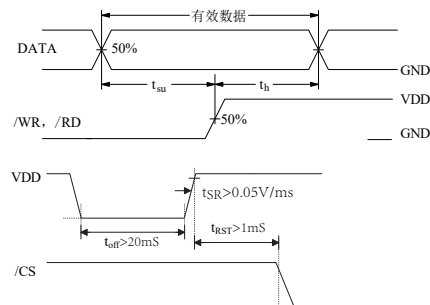 有效数据
DATA
50%
GND
tsu
th
VDD
/WR，/RD
50%
GND
VDD
tSR>0.05V/ms
toff>20mS
tRST>1mS
/CS